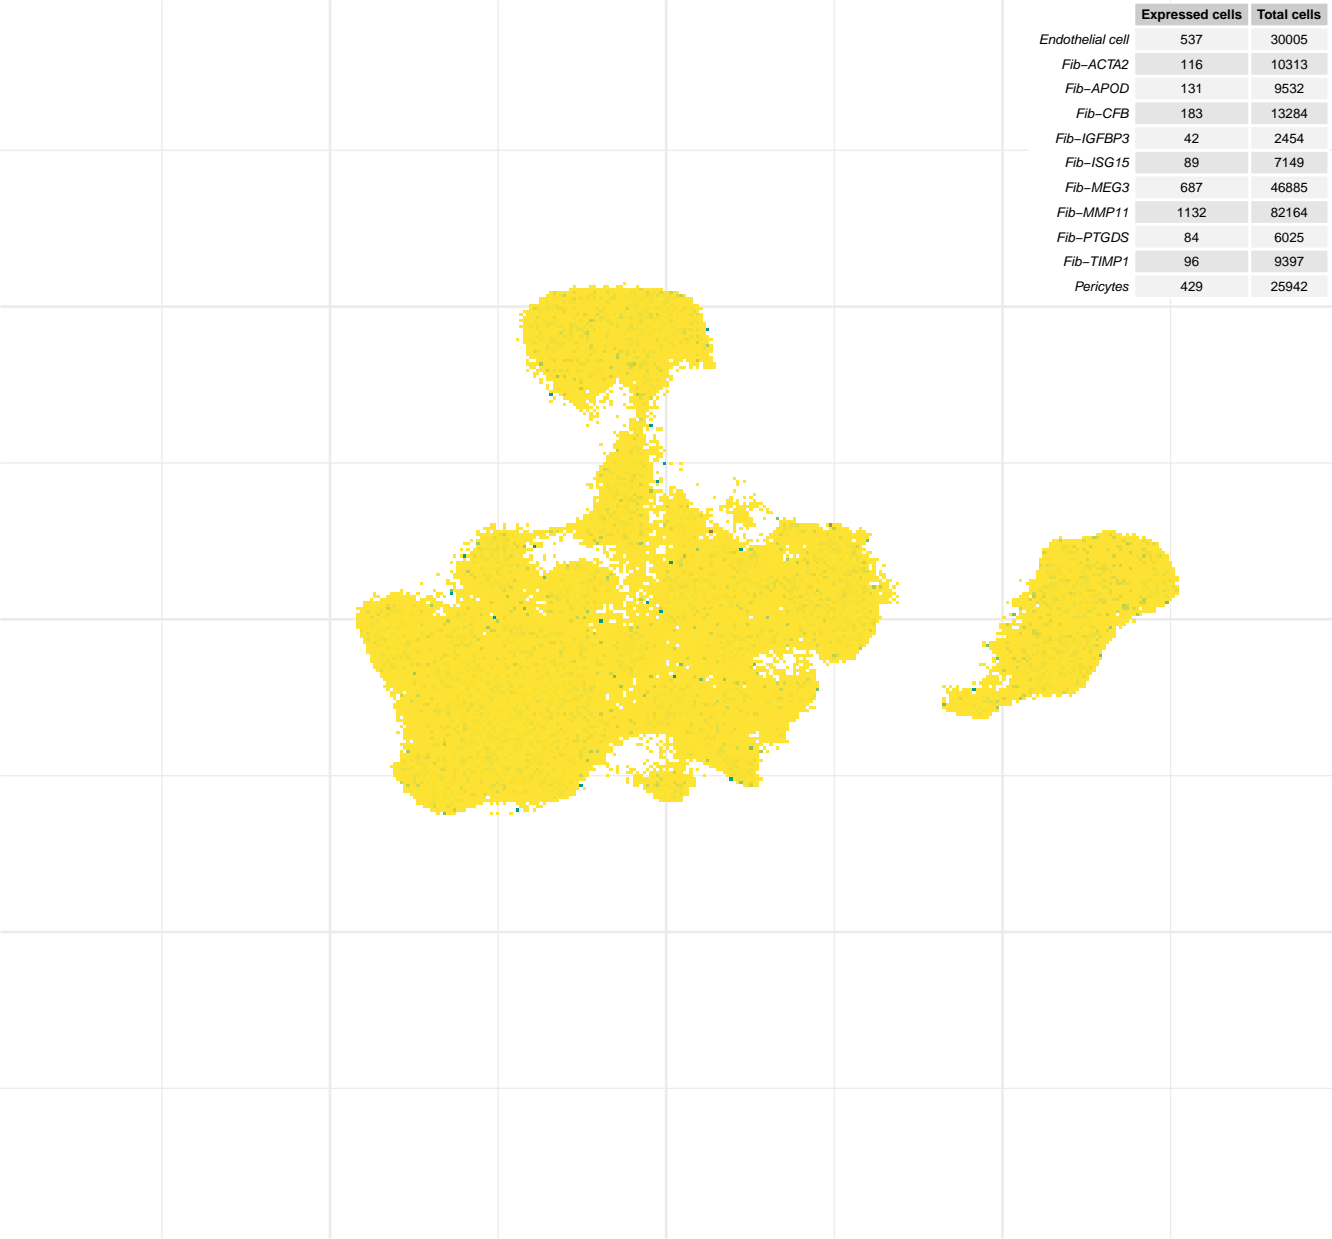 Expressed cells Total cells
Endothelial cell 537 30005
Fib−ACTA2 116 10313
Fib−APOD 131 9532
Fib−CFB 183 13284
Fib−IGFBP3 42 2454
Fib−ISG15 89 7149
Fib−MEG3 687 46885
Fib−MMP11 1132 82164
Fib−PTGDS 84 6025
Fib−TIMP1 96 9397
Pericytes 429 25942